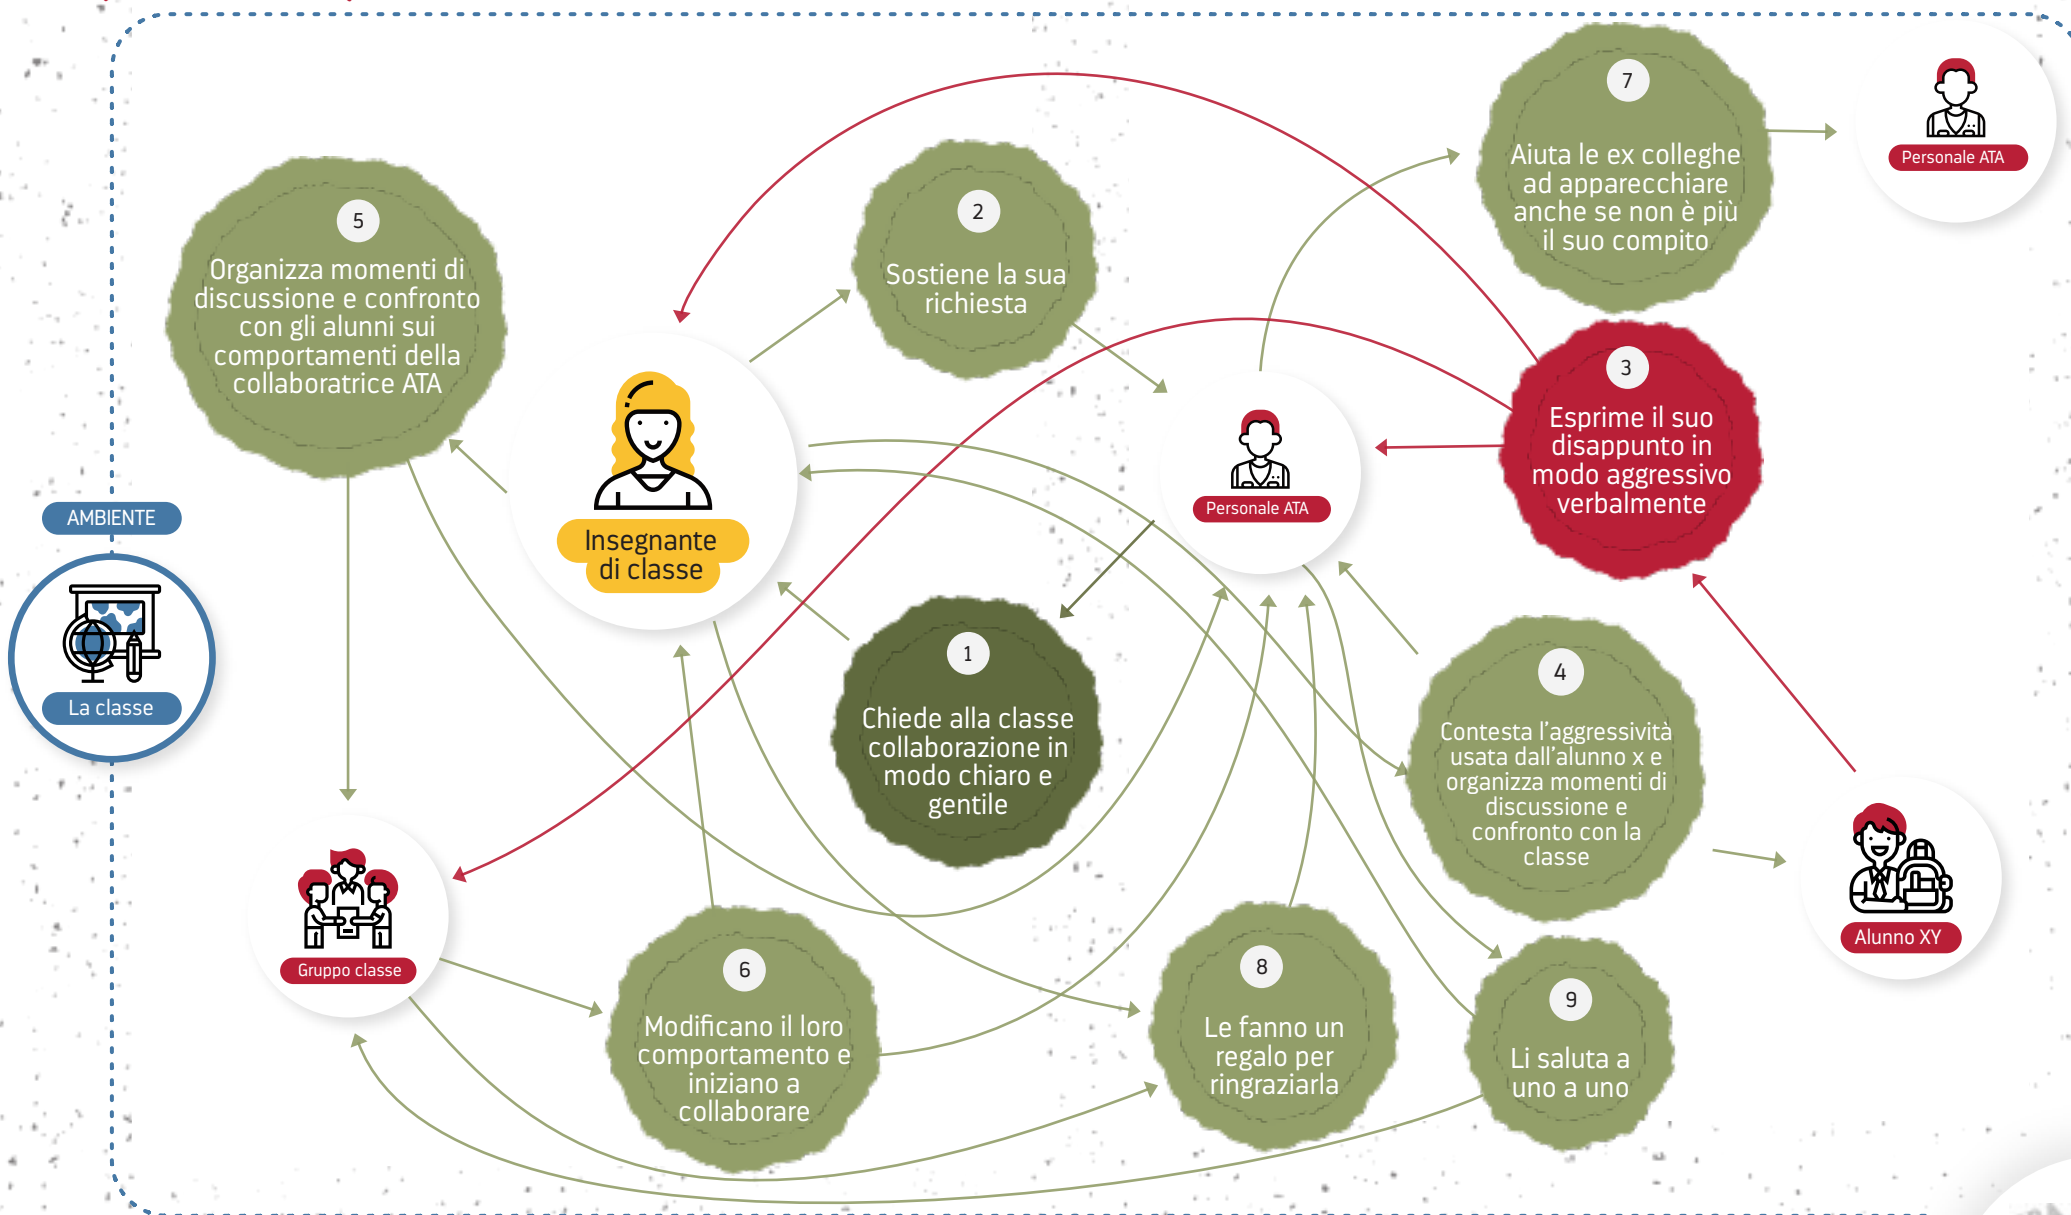 7
Aiuta le ex colleghe
ad apparecchiare
anche se non è più
il suo compito
Personale ATA
2
Sostiene la sua
richiesta
5
Organizza momenti di
discussione e confronto
con gli alunni sui
comportamenti della
collaboratrice ATA
3
Esprime il suo
disappunto in
modo aggressivo
verbalmente
Personale ATA
AMBIENTE
La classe
Insegnante
di classe
1
Chiede alla classe
collaborazione in
modo chiaro e
gentile
4
Contesta l'aggressività
usata dall'alunno x e
organizza momenti di
discussione e
confronto con la
classe
Alunno XY
Gruppo classe
6
Modificano il loro
comportamento e
iniziano a
collaborare
8
Le fanno un
regalo per
ringraziarla
9
Li saluta a
uno a uno